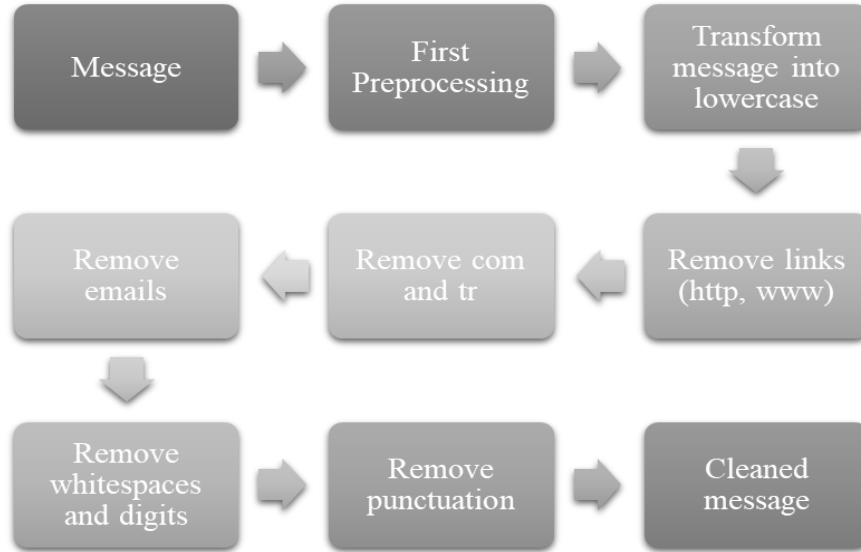 Message
First
Preprocessing
Transform
message into
lowercase
Remove links
(http, www)
Remove com
and tr
Remove
emails
Remove
whitespaces
and digits
Remove
punctuation
Cleaned
message